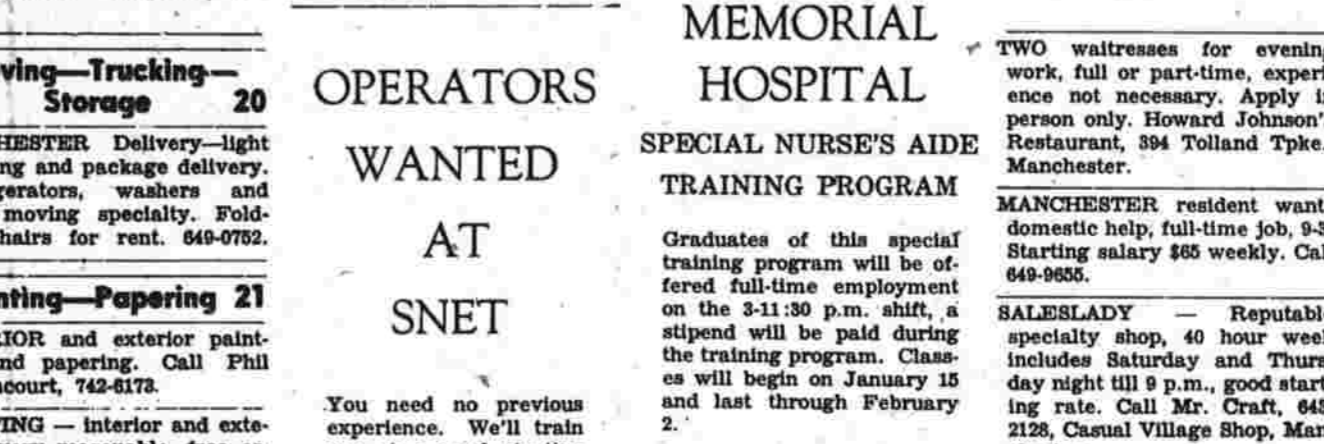 ving—Trucking—
Storage 20
HESTER Delivery—light
ng and package delivery.
gerators, washers and
moving specialty. Fold-
hairs for rent. 649-0752.
nting—Papering 21
IOR and exterior paint-
nd papering. Call Phil
court, 742-6173.
TING — interior and exte-
OPERATORS
WANTED
AT
SNET
You need no previous
experience. We'll train
MEMORIAL
HOSPITAL
SPECIAL NURSE'S AIDE
TRAINING PROGRAM
Graduates of this special
training program will be of-
fered full-time employment
on the 3-11:30 p.m. shift, a
stipend will be paid during
the training program. Class-
es will begin on January 15
and last through February
2.
TWO waitresses for evening
work, full or part-time, experi
ence not necessary. Apply i
person only. Howard Johnson'
Restaurant, 394 Tolland Tpke.
Manchester.
MANCHESTER resident want
domestic help, full-time job, 9-3
Starting salary $65 weekly. Cal
649-9655.
SALESLADY — Reputabl
specialty shop, 40 hour wee
includes Saturday and Thurs
day night till 9 p.m., good start
ing rate. Call Mr. Craft, 643
2128, Casual Village Shop, Man